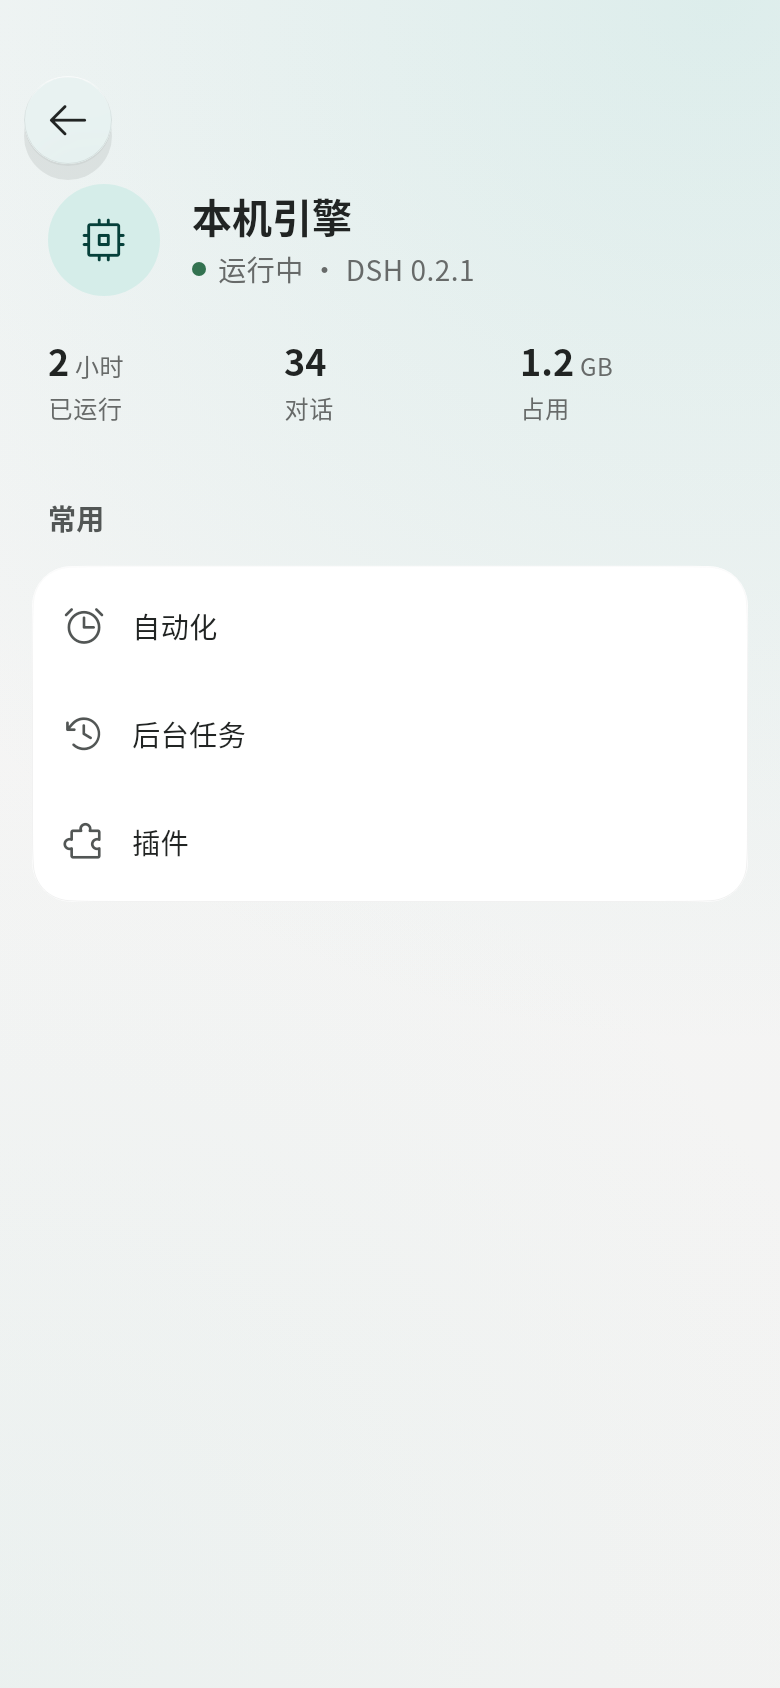 本机引擎
运行中 · DSH 0.2.1
2 小时
已运行
34
对话
1.2 GB
占用
常用
自动化
后台任务
插件